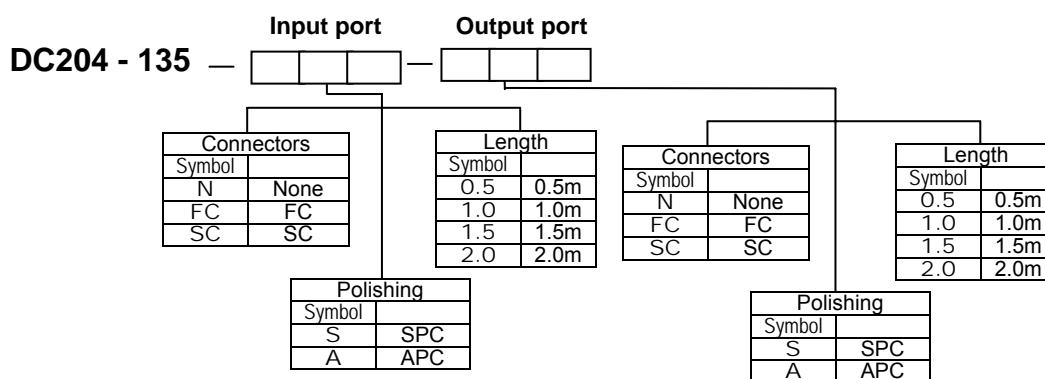 Input port Output port
DC204 - 135 — —
Connectors
Symbol
N None
FC FC
SC SC
Length
Symbol
0.5 0.5m
1.0 1.0m
1.5 1.5m
2.0 2.0m
Polishing
Symbol
S SPC
A APC
Connectors
Symbol
N None
FC FC
SC SC
Length
Symbol
0.5 0.5m
1.0 1.0m
1.5 1.5m
2.0 2.0m
Polishing
Symbol
S SPC
A APC